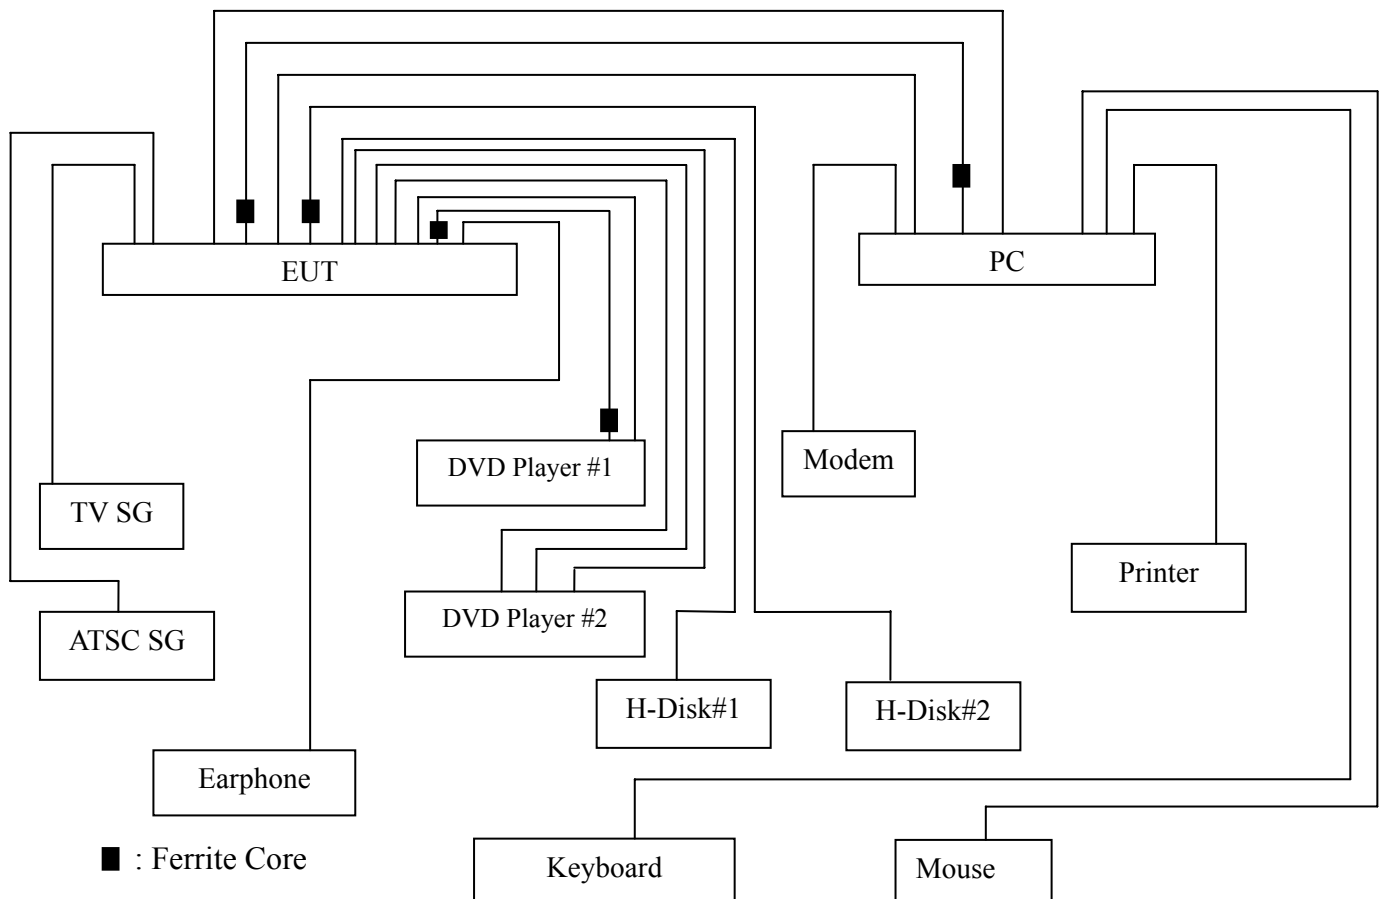 EUT
PC
DVD Player #1
Modem
TV SG
Printer
DVD Player #2
ATSC SG
H-Disk#1
H-Disk#2
Earphone
: Ferrite Core
Keyboard
Mouse